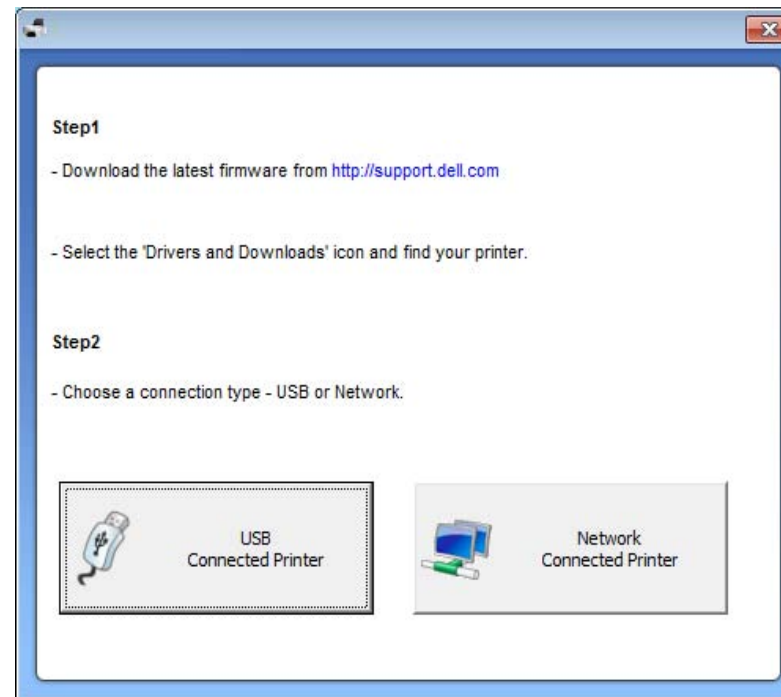 Step1
- Download the latest firmware from http://support.dell.com
- Select the 'Drivers and Downloads' icon and find your printer.
Step2
- Choose a connection type - USB or Network.
USB
Connected Printer
Network
Connected Printer